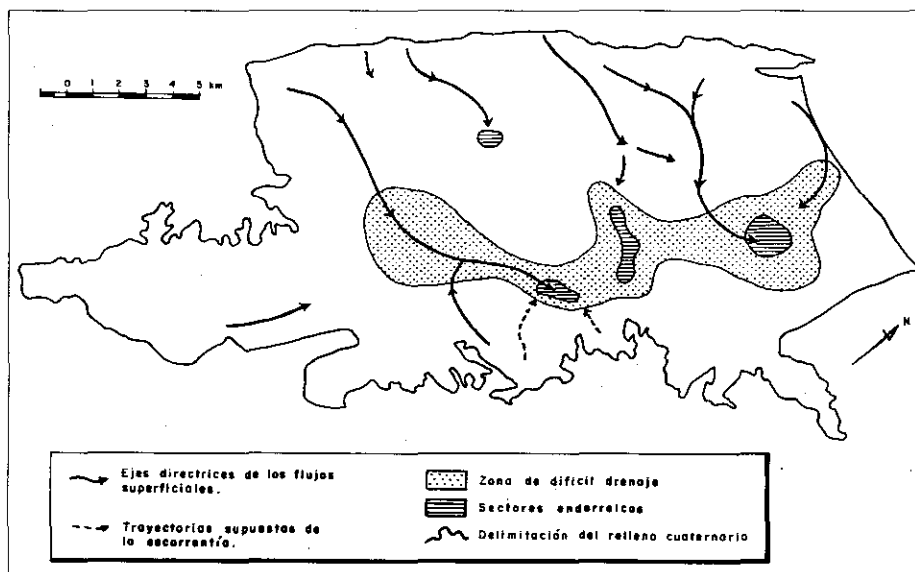 0 1 2 3 4 5 km
N
Ejes directrices de los flujos
superficiales.
Trayectorias supuestas de
la escorrentía.
Zona de difícil drenaje
Sectores endorreicos
Delimitación del relleno cuaternario